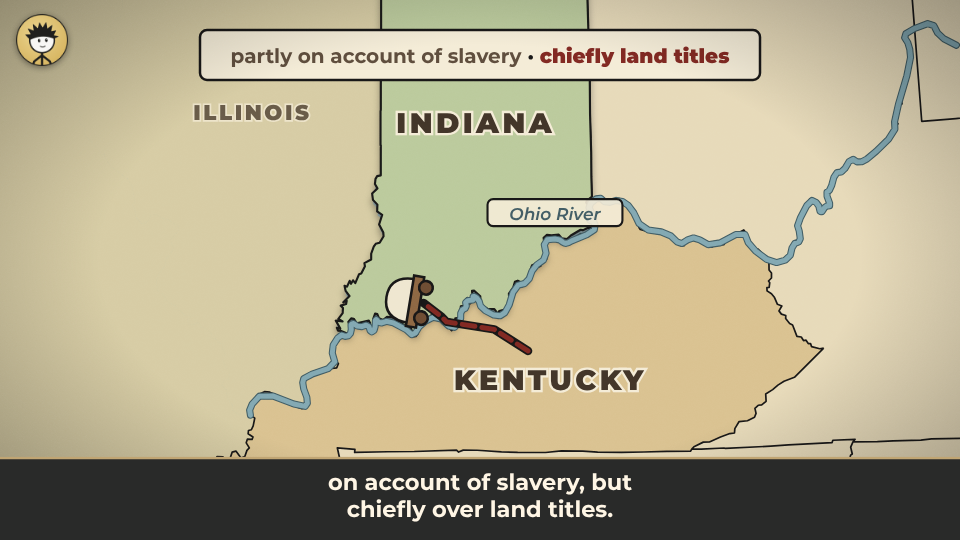 partly on account of slavery · chiefly land titles
ILLINOIS
INDIANA
Ohio River
KENTUCKY
on account of slavery, but
chiefly over land titles.